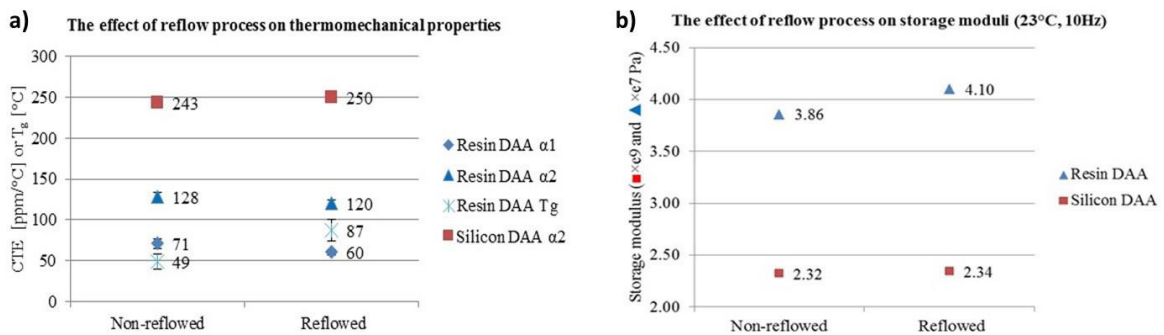 a)
The effect of reflow process on thermomechanical properties
CTE [ppm/°C] or Tg [°C]
300
250
200
150
100
50
0
243
250
128
120
71
87
49
60
Non-reflowed
Reflowed
Resin DAA α1
Resin DAA α2
Resin DAA Tg
Silicon DAA α2
b)
The effect of reflow process on storage moduli (23°C, 10Hz)
Storage modulus (■ ×e9 and ▲ ×e7 Pa)
4.50
4.00
3.50
3.00
2.50
2.00
3.86
4.10
2.32
2.34
Non-reflowed
Reflowed
Resin DAA
Silicon DAA